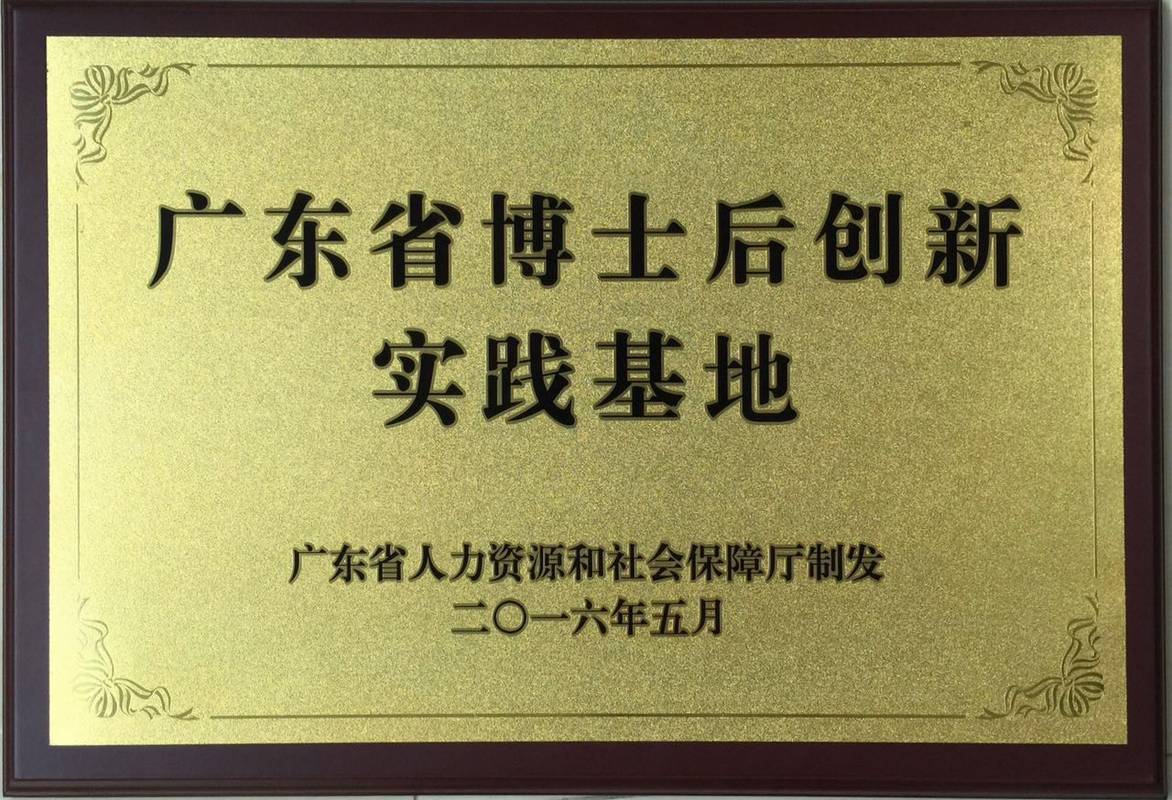 广东省博士后创新
实践基地
广东省人力资源和社会保障厅制发
二〇一六年五月